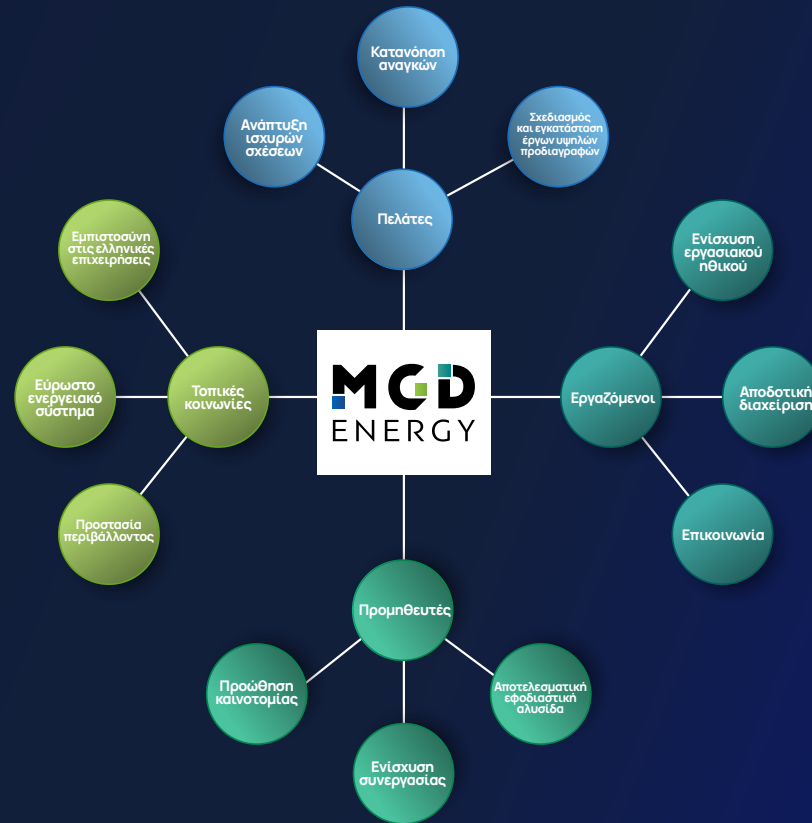 Κατανόηση
αναγκών
Ανάπτυξη
ισχυρών
σχέσεων
Σχεδιασμός
και εγκατάσταση
έργων υψηλών
προδιαγραφών
Πελάτες
Εμπιστοσύνη
στις ελληνικές
επιχειρήσεις
Εύρωστο
ενεργειακό
σύστημα
Τοπικές
κοινωνίες
Προστασία
περιβάλλοντος
MGD
ENERGY
Ενίσχυση
εργασιακού
ηθικού
Εργαζόμενοι
Αποδοτική
διαχείριση
Επικοινωνία
Προμηθευτές
Προώθηση
καινοτομίας
Ενίσχυση
συνεργασίας
Αποτελεσματική
εφοδιαστική
αλυσίδα